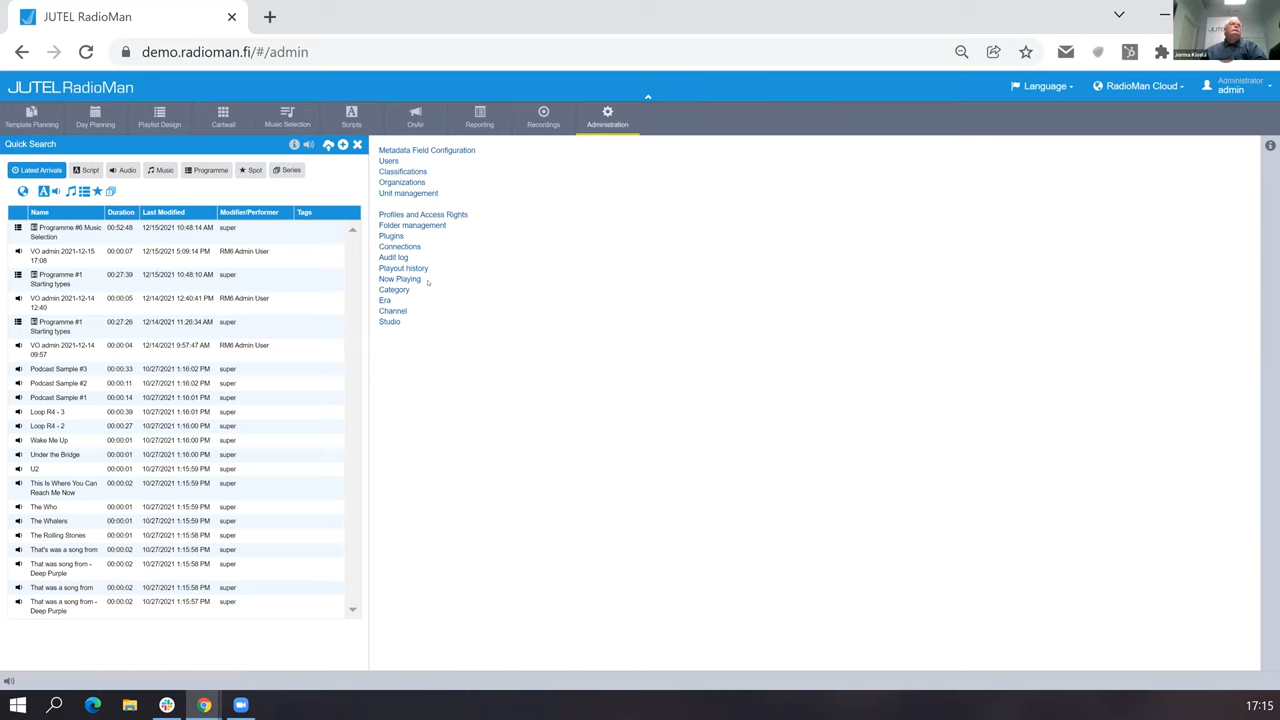 JUTEL RadioMan
demo.radioman.fi/#/admin
Jorma Kivelä
JUTEL RadioMan
Language
RadioMan Cloud
Administrator
admin
Template Planning
Day Planning
Playlist Design
Cartwall
Music Selection
Scripts
OnAir
Reporting
Recordings
Administration
Quick Search
Latest Arrivals
Script
Audio
Music
Programme
Spot
Series
Name Duration Last Modified Modifier/Performer Tags
Programme #6 Music 00:52:48 12/15/2021 10:48:14 AM super
Selection
VO admin 2021-12-15 00:00:07 12/15/2021 5:09:14 PM RM6 Admin User
17:08
Programme #1 00:27:39 12/15/2021 10:48:10 AM super
Starting types
VO admin 2021-12-14 00:00:05 12/14/2021 12:40:41 PM RM6 Admin User
12:40
Programme #1 00:27:26 12/14/2021 11:26:34 AM super
Starting types
VO admin 2021-12-14 00:00:04 12/14/2021 9:57:47 AM RM6 Admin User
09:57
Podcast Sample #3 00:00:33 10/27/2021 1:16:02 PM super
Podcast Sample #2 00:00:11 10/27/2021 1:16:02 PM super
Podcast Sample #1 00:00:14 10/27/2021 1:16:01 PM super
Loop R4 - 3 00:00:39 10/27/2021 1:16:01 PM super
Loop R4 - 2 00:00:27 10/27/2021 1:16:00 PM super
Wake Me Up 00:00:01 10/27/2021 1:16:00 PM super
Under the Bridge 00:00:01 10/27/2021 1:16:00 PM super
U2 00:00:01 10/27/2021 1:15:59 PM super
This Is Where You Can 00:00:02 10/27/2021 1:15:59 PM super
Reach Me Now
The Who 00:00:01 10/27/2021 1:15:59 PM super
The Whalers 00:00:01 10/27/2021 1:15:59 PM super
The Rolling Stones 00:00:01 10/27/2021 1:15:58 PM super
That's was a song from 00:00:02 10/27/2021 1:15:58 PM super
That was song from - 00:00:02 10/27/2021 1:15:58 PM super
Deep Purple
That was a song from 00:00:02 10/27/2021 1:15:58 PM super
That was a song from - 00:00:02 10/27/2021 1:15:57 PM super
Deep Purple
Metadata Field Configuration
Users
Classifications
Organizations
Unit management
Profiles and Access Rights
Folder management
Plugins
Connections
Audit log
Playout history
Now Playing
Category
Era
Channel
Studio
17:15